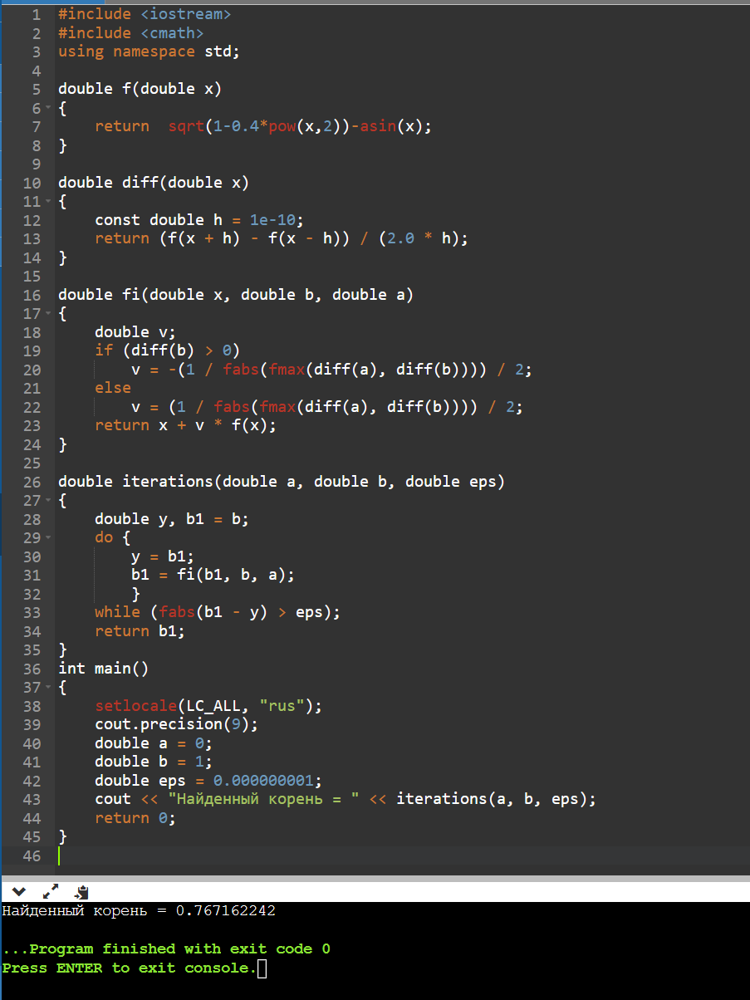 1 #include <iostream>
2 #include <cmath>
3 using namespace std;
4
5 double f(double x)
6 {
7     return  sqrt(1-0.4*pow(x,2))-asin(x);
8 }
9
10 double diff(double x)
11 {
12     const double h = 1e-10;
13     return (f(x + h) - f(x - h)) / (2.0 * h);
14 }
15
16 double fi(double x, double b, double a)
17 {
18     double v;
19     if (diff(b) > 0)
20         v = -(1 / fabs(fmax(diff(a), diff(b)))) / 2;
21     else
22         v = (1 / fabs(fmax(diff(a), diff(b)))) / 2;
23     return x + v * f(x);
24 }
25
26 double iterations(double a, double b, double eps)
27 {
28     double y, b1 = b;
29     do {
30         y = b1;
31         b1 = fi(b1, b, a);
32         }
33     while (fabs(b1 - y) > eps);
34     return b1;
35 }
36 int main()
37 {
38     setlocale(LC_ALL, "rus");
39     cout.precision(9);
40     double a = 0;
41     double b = 1;
42     double eps = 0.000000001;
43     cout << "Найденный корень = " << iterations(a, b, eps);
44     return 0;
45 }
46
Найденный корень = 0.767162242
...Program finished with exit code 0
Press ENTER to exit console.